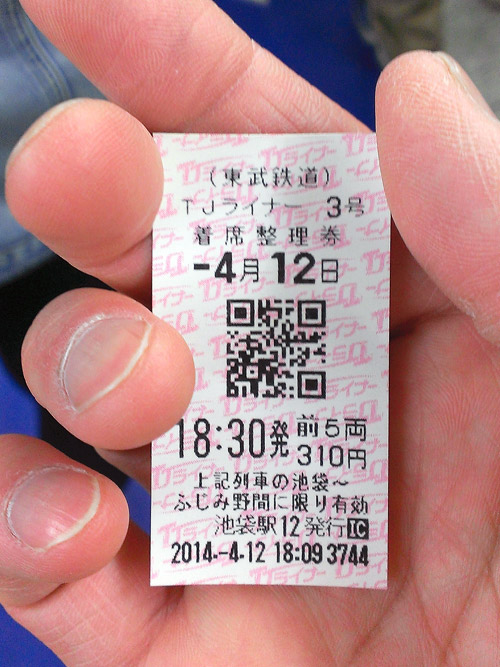 (東武鉄道)
TJライナー 3号
着席整理券
-4月12日
18:30発 前5両
310円
上記列車の池袋~
ふじみ野間に限り有効
池袋駅12発行IC
2014.-4.12 18:09 3744